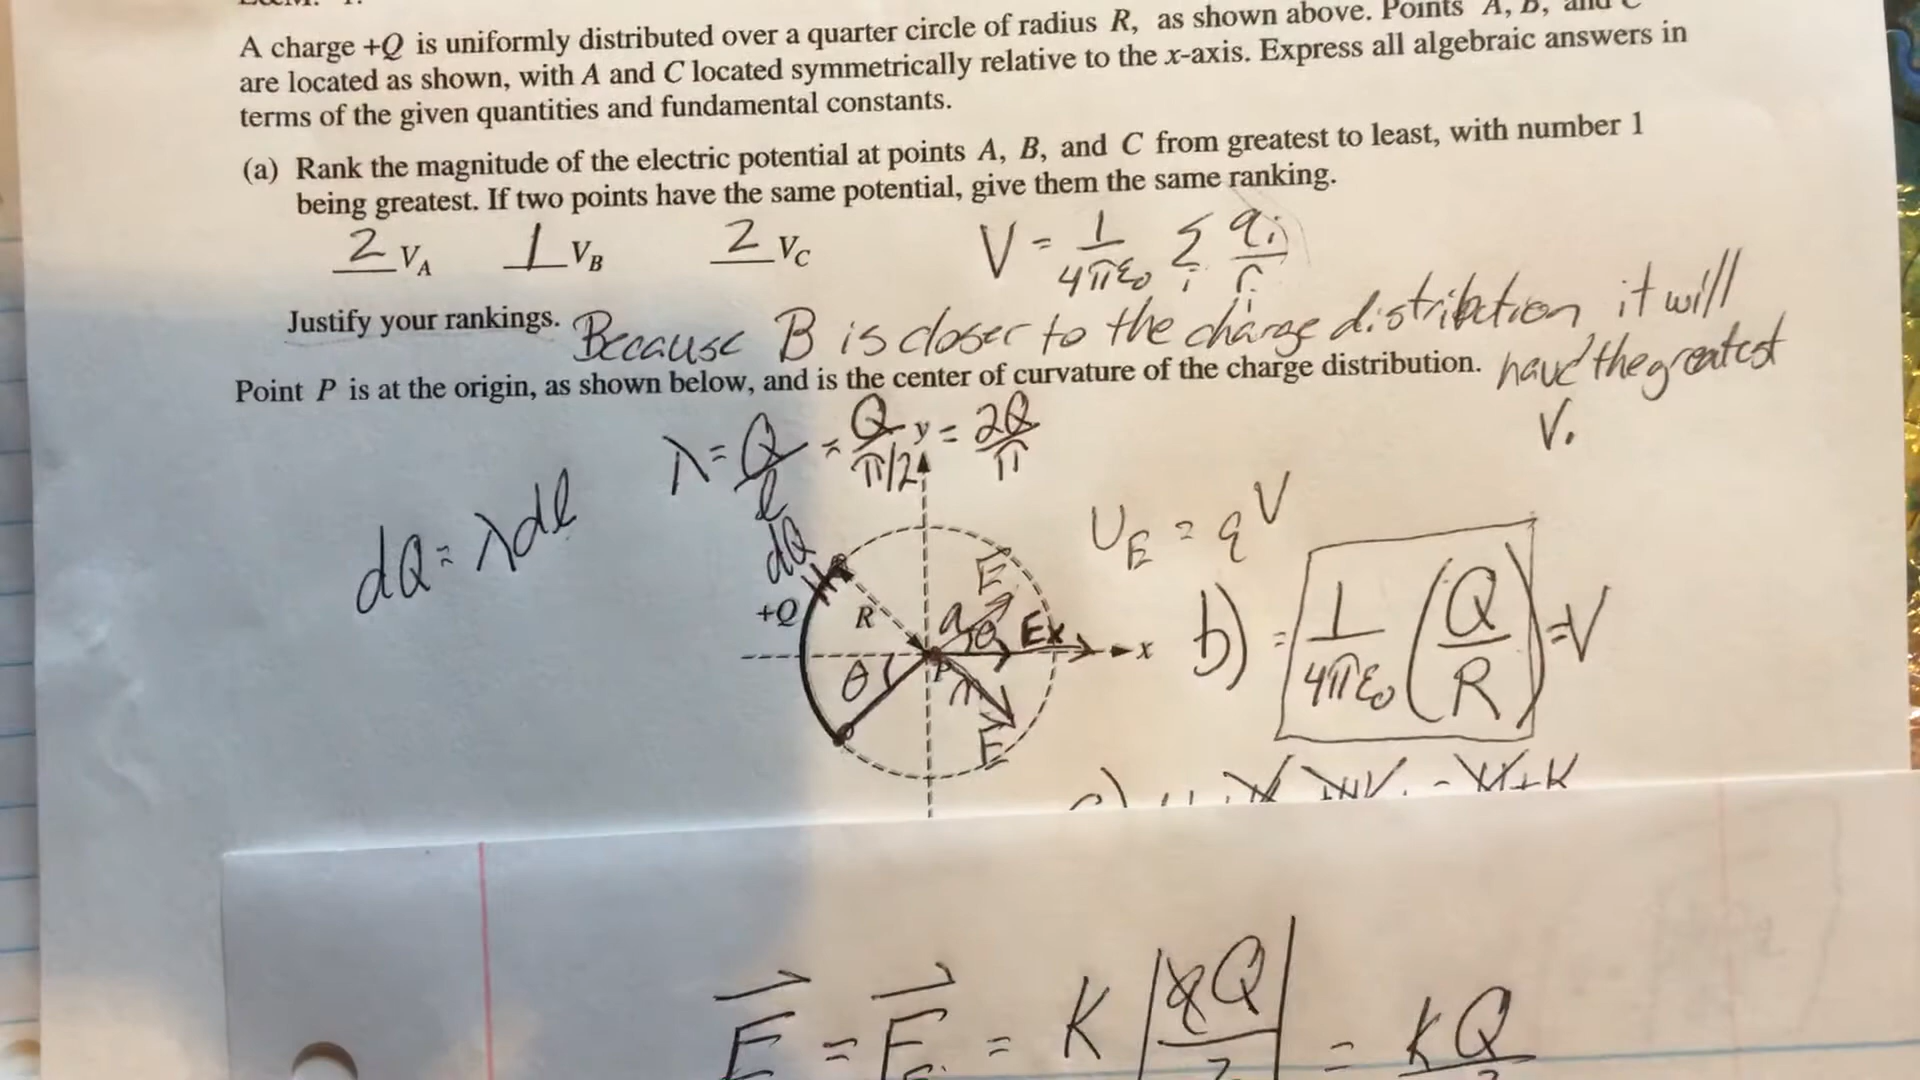 A charge +Q is uniformly distributed over a quarter circle of radius R, as shown above. Points A, B, and C
are located as shown, with A and C located symmetrically relative to the x-axis. Express all algebraic answers in
terms of the given quantities and fundamental constants.
(a) Rank the magnitude of the electric potential at points A, B, and C from greatest to least, with number 1
being greatest. If two points have the same potential, give them the same ranking.
2 V_A 1 V_B 2 V_C V = 1/4πε₀ Σ_i q_i/r_i
Justify your rankings. Because B is closer to the charge distribution it will
have the greatest
V.
Point P is at the origin, as shown below, and is the center of curvature of the charge distribution.
λ = Q/l = Q/π/2 = 2Q/π
y
dQ = λdl
dQ
U_E = qV
+Q
R
E
θ Ex
x
θ
P
E
b) = 1/4πε₀ (Q/R) = V
E = = K |Q| = KQ